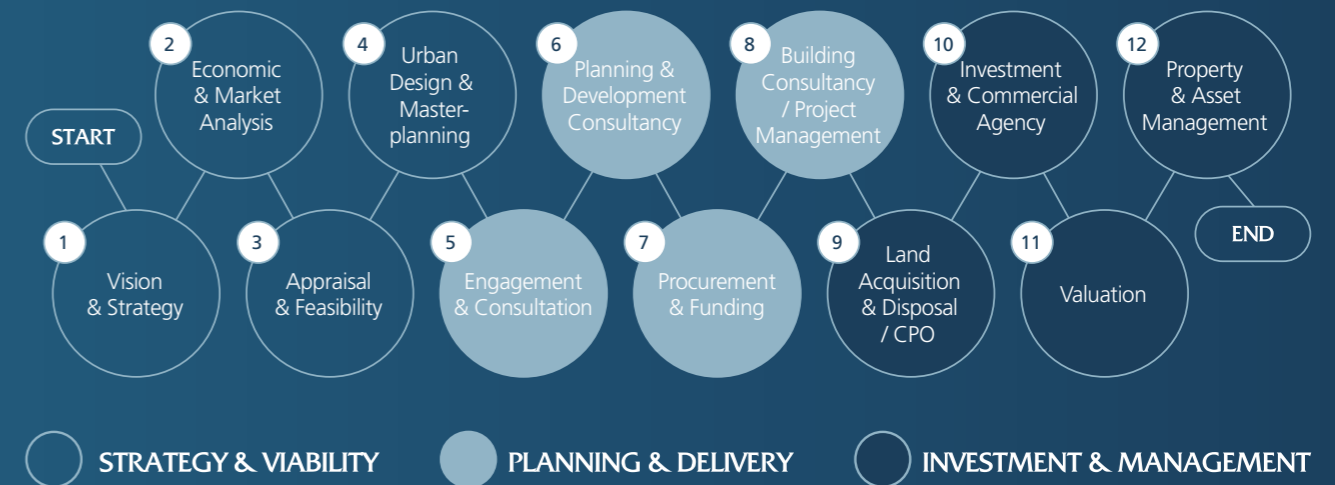 START
1
Vision
& Strategy
2
Economic
& Market
Analysis
3
Appraisal
& Feasibility
4
Urban
Design &
Master-
planning
5
Engagement
& Consultation
6
Planning &
Development
Consultancy
7
Procurement
& Funding
8
Building
Consultancy
/ Project
Management
9
Land
Acquisition
& Disposal
/ CPO
10
Investment
& Commercial
Agency
11
Valuation
12
Property
& Asset
Management
END
STRATEGY & VIABILITY
PLANNING & DELIVERY
INVESTMENT & MANAGEMENT